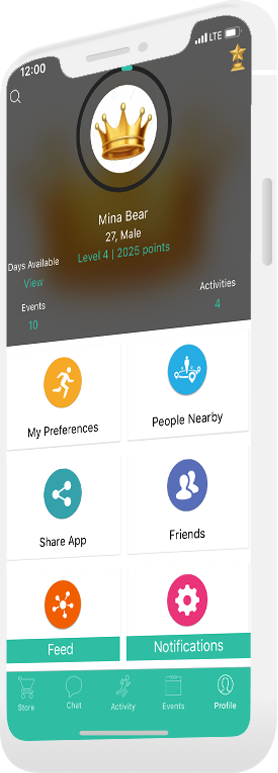 12:00
LTE
Mina Bear
27, Male
Level 4 | 2025 points
Days Available
View
Events
10
Activities
4
My Preferences
People Nearby
Share App
Friends
Feed
Notifications
Store
Chat
Activity
Events
Profile